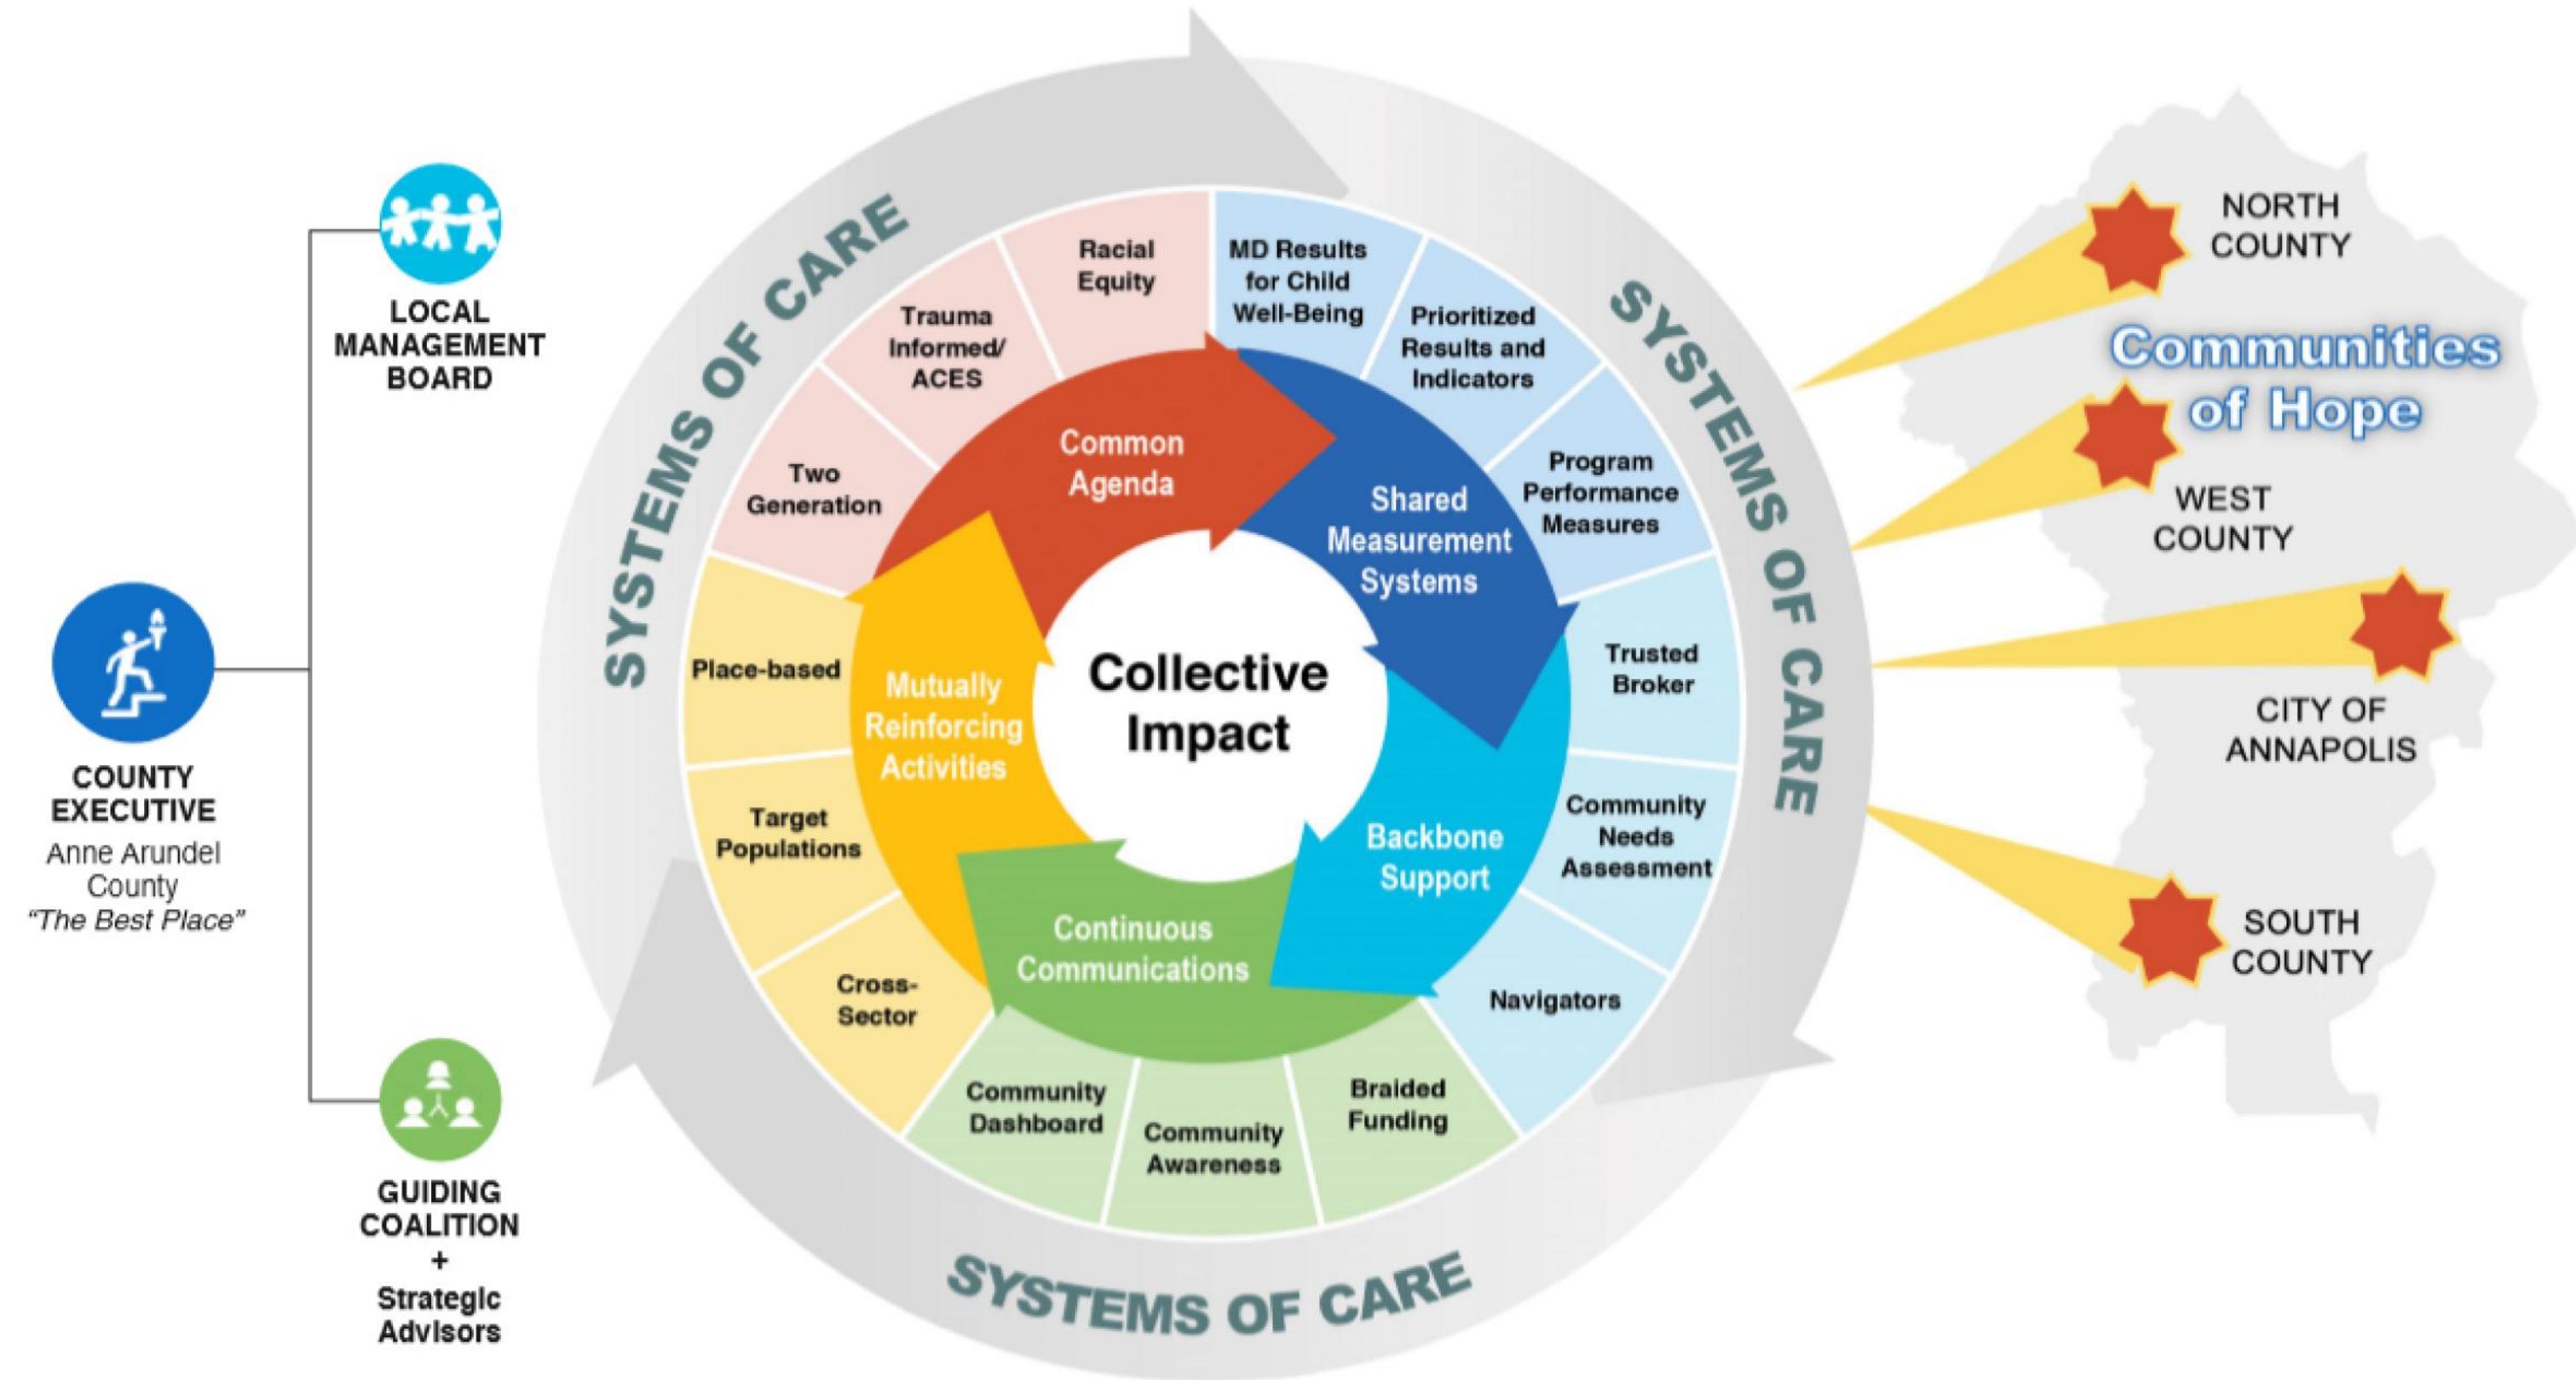 LOCAL
MANAGEMENT
BOARD
COUNTY
EXECUTIVE
Anne Arundel
County
“The Best Place”
GUIDING
COALITION
+
Strategic
Advisors
SYSTEMS OF CARE
SYSTEMS OF CARE
SYSTEMS OF CARE
Racial
Equity
MD Results
for Child
Well-Being
Prioritized
Results and
Indicators
Program
Performance
Measures
Trusted
Broker
Community
Needs
Assessment
Navigators
Braided
Funding
Community
Awareness
Community
Dashboard
Cross-
Sector
Target
Populations
Place-based
Two
Generation
Trauma
Informed/
ACES
Common
Agenda
Shared
Measurement
Systems
Backbone
Support
Continuous
Communications
Mutually
Reinforcing
Activities
Collective
Impact
NORTH
COUNTY
Communities
of Hope
WEST
COUNTY
CITY OF
ANNAPOLIS
SOUTH
COUNTY